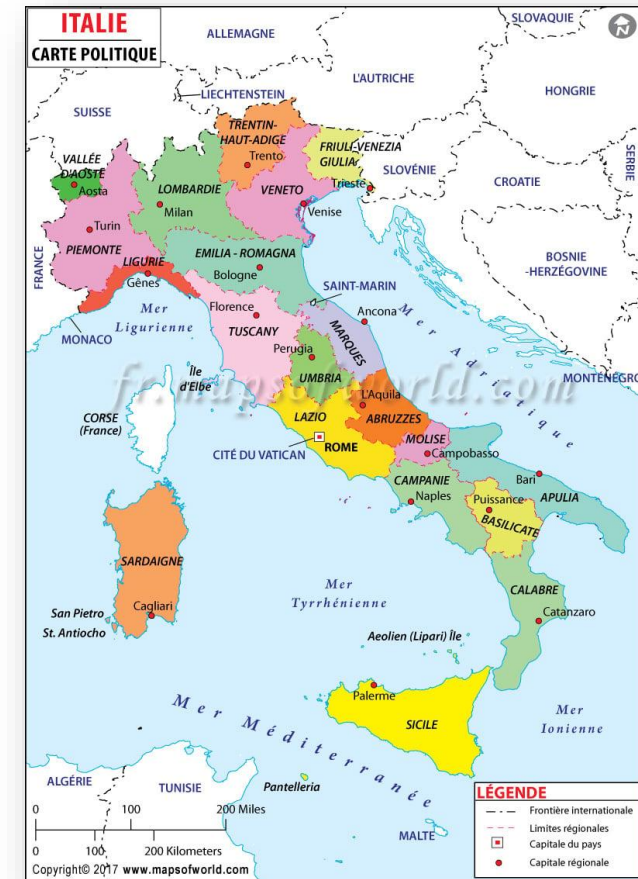 ITALIE
CARTE POLITIQUE
SLOVAQUIE
N
ALLEMAGNE
L'AUTRICHE
HONGRIE
LIECHTENSTEIN
SUISSE
TRENTIN-
HAUT-ADIGE
Trento
FRIULI-VENEZIA
GIULIA
Trieste
SLOVÉNIE
SERBIE
VALLÉE
D'AOSTE
Aosta
LOMBARDIE
Milan
VENETO
Venise
CROATIE
Turin
PIEMONTE
FRANCE
EMILIA - ROMAGNA
Bologne
BOSNIE
-HERZÉGOVINE
LIGURIE
Gênes
SAINT-MARIN
Mer
Ligurienne
MONACO
Florence
TUSCANY
Ancona
MARQUES
Mer Adriatique
Perugia
UMBRIA
MONTÉNÉGRO
Île
d'Elbe
fr.mapsofworld.com
L'Aquila
ABRUZZES
CORSE
(France)
LAZIO
ROME
CITÉ DU VATICAN
MOLISE
Campobasso
CAMPANIE
Naples
Bari
APULIA
Puissance
BASILICATE
SARDAIGNE
Cagliari
Mer
Tyrrhénienne
CALABRE
Catanzaro
San Pietro
St. Antiocho
Aeolien (Lipari) Île
Palerme
SICILE
Mer
Ionienne
Mer Méditerranée
ALGÉRIE
TUNISIE
Pantelleria
MALTE
0 100 200 Miles
0 100 200 Kilometers
Copyright© 2017 www.mapsofworld.com
LÉGENDE
Frontière internationale
Limites régionales
Capitale du pays
Capitale régionale